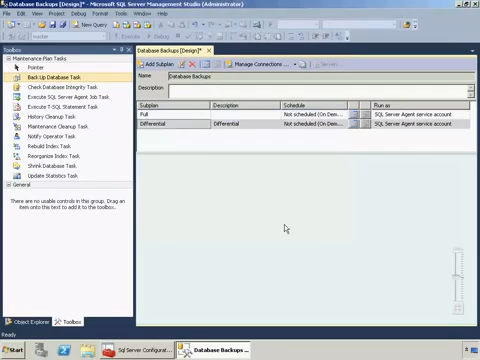 Database Backups [Design]* - Microsoft SQL Server Management Studio (Administrator)
File Edit View Project Debug Format Tools Window Help
New Query
Toolbox
Maintenance Plan Tasks
Pointer
Back Up Database Task
Check Database Integrity Task
Execute SQL Server Agent Job Task
Execute T-SQL Statement Task
History Cleanup Task
Maintenance Cleanup Task
Notify Operator Task
Rebuild Index Task
Reorganize Index Task
Shrink Database Task
Update Statistics Task
General
There are no usable controls in this group. Drag an
item onto this text to add it to the toolbox.
Object Explorer Toolbox
Database Backups [Design]*
Add Subplan Manage Connections... Servers
Name Database Backups
Description
Subplan Description Schedule Run as
Full Not scheduled (On Dem... SQL Server Agent service account
Differential Differential Not scheduled (On Dem... SQL Server Agent service account
Ready
Start Sql Server Configurat... Database Backups ...